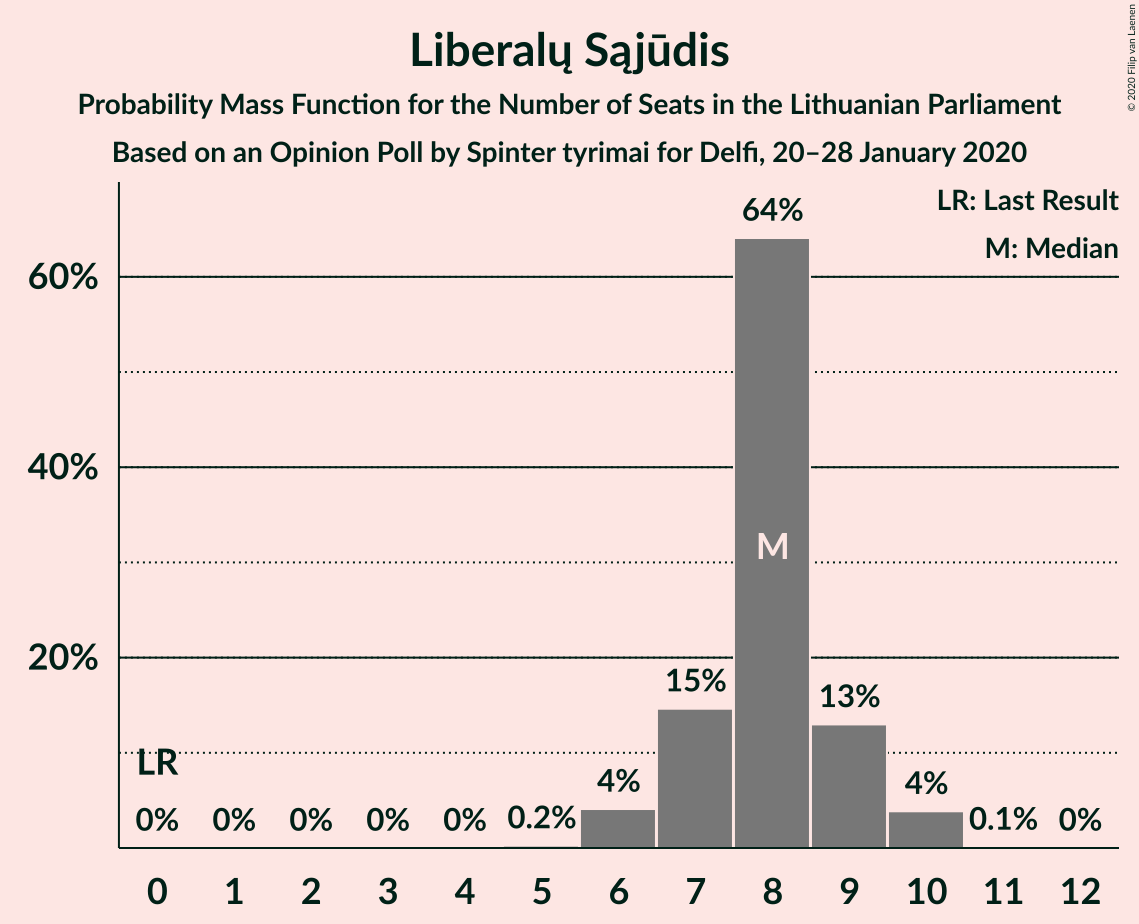 Liberalų Sąjūdis
Probability Mass Function for the Number of Seats in the Lithuanian Parliament
Based on an Opinion Poll by Spinter tyrimai for Delfi, 20–28 January 2020
© 2020 Filip van Laenen
LR: Last Result
M: Median
60%
40%
20%
64%
M
15%
13%
LR
4%
4%
0% 0% 0% 0% 0% 0.2% 0.1% 0%
0 1 2 3 4 5 6 7 8 9 10 11 12